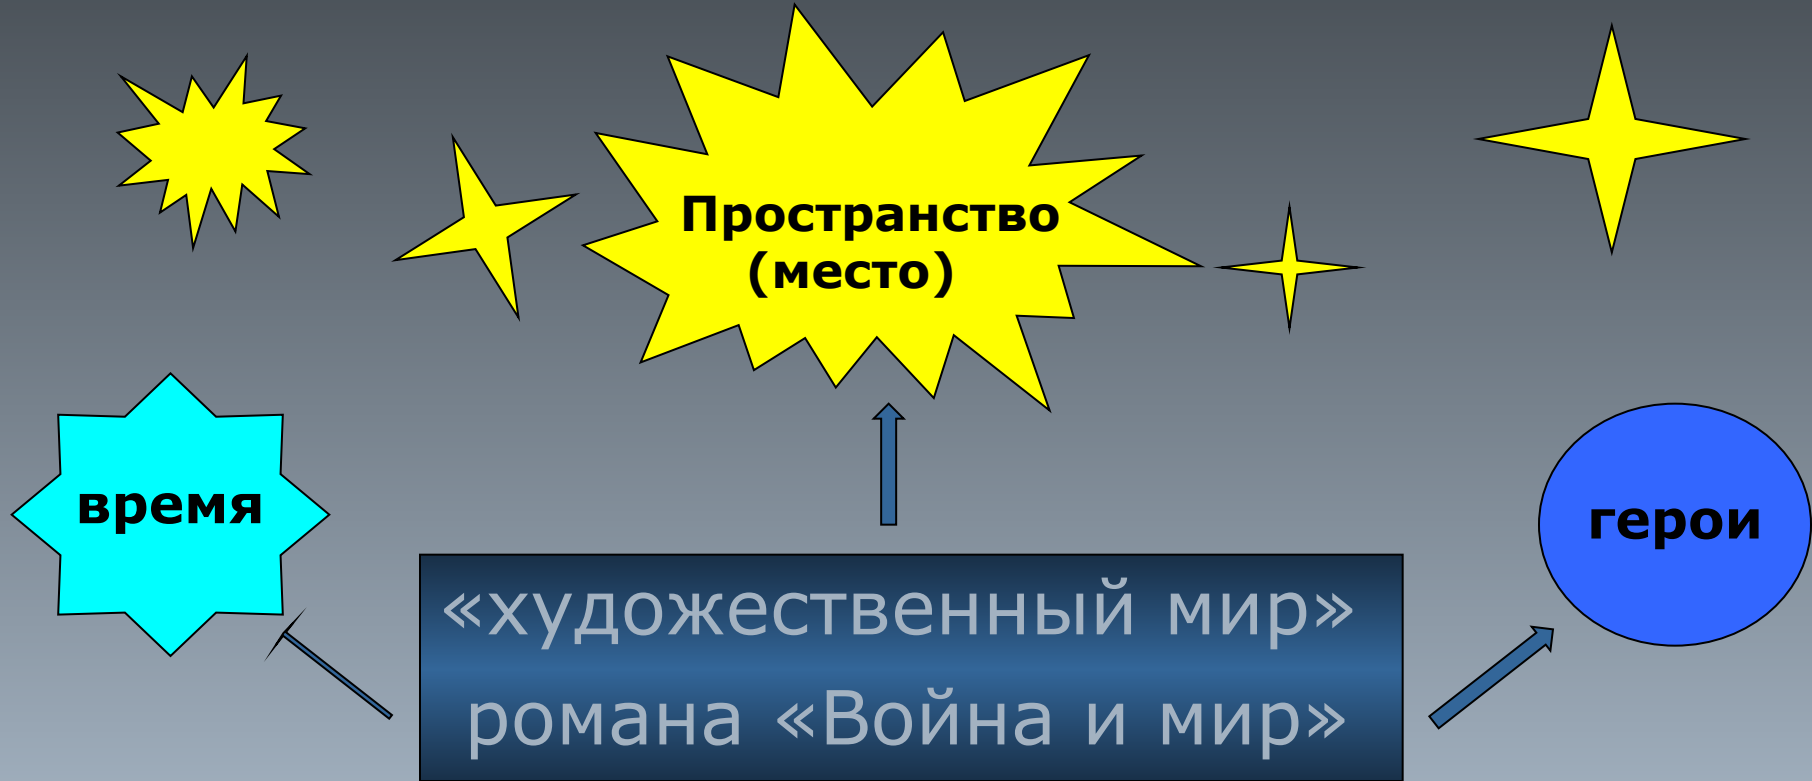 Пространство
(место)
время
герои
«художественный мир»
романа «Война и мир»